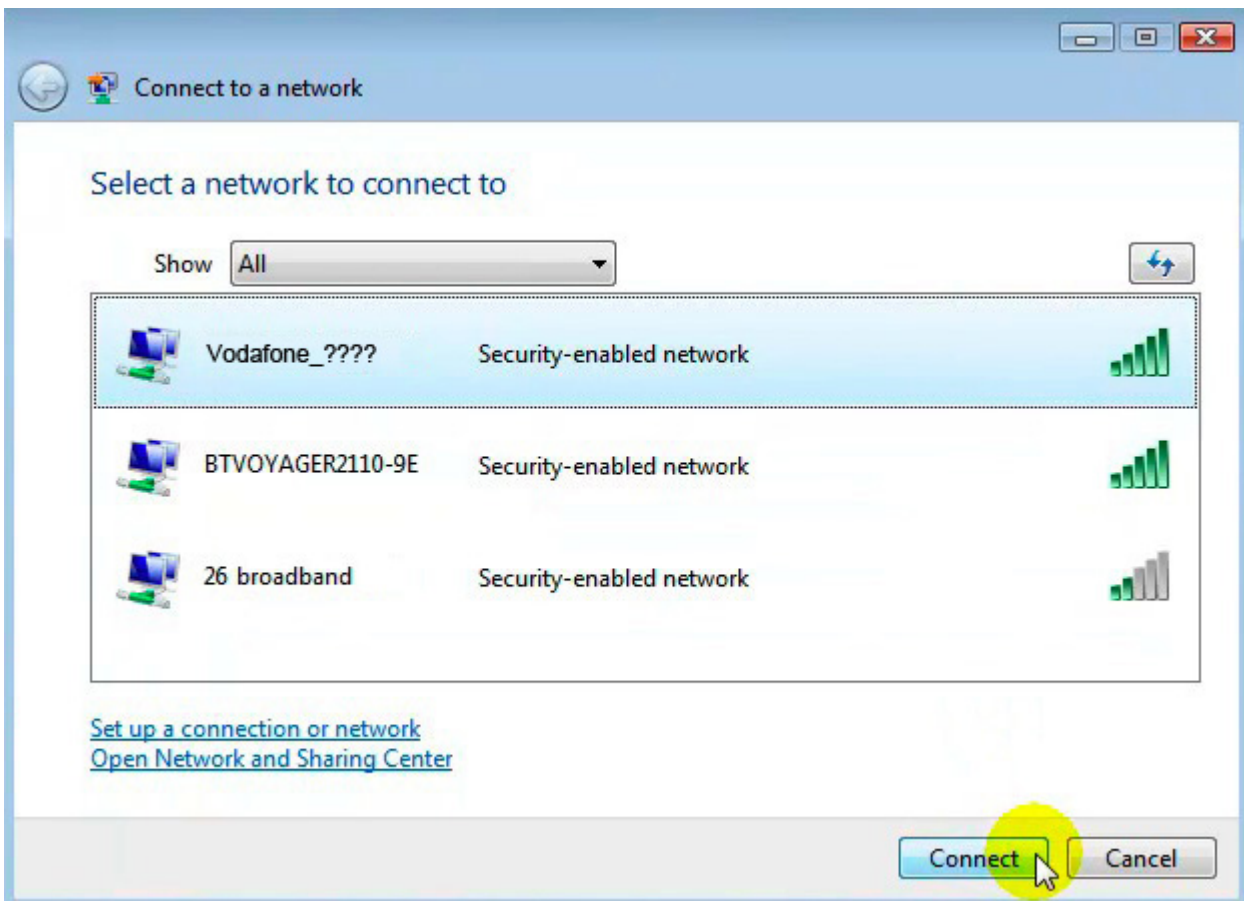 Connect to a network
Select a network to connect to
Show All
Vodafone_???? Security-enabled network
BTVOYAGER2110-9E Security-enabled network
26 broadband Security-enabled network
Set up a connection or network
Open Network and Sharing Center
Connect Cancel